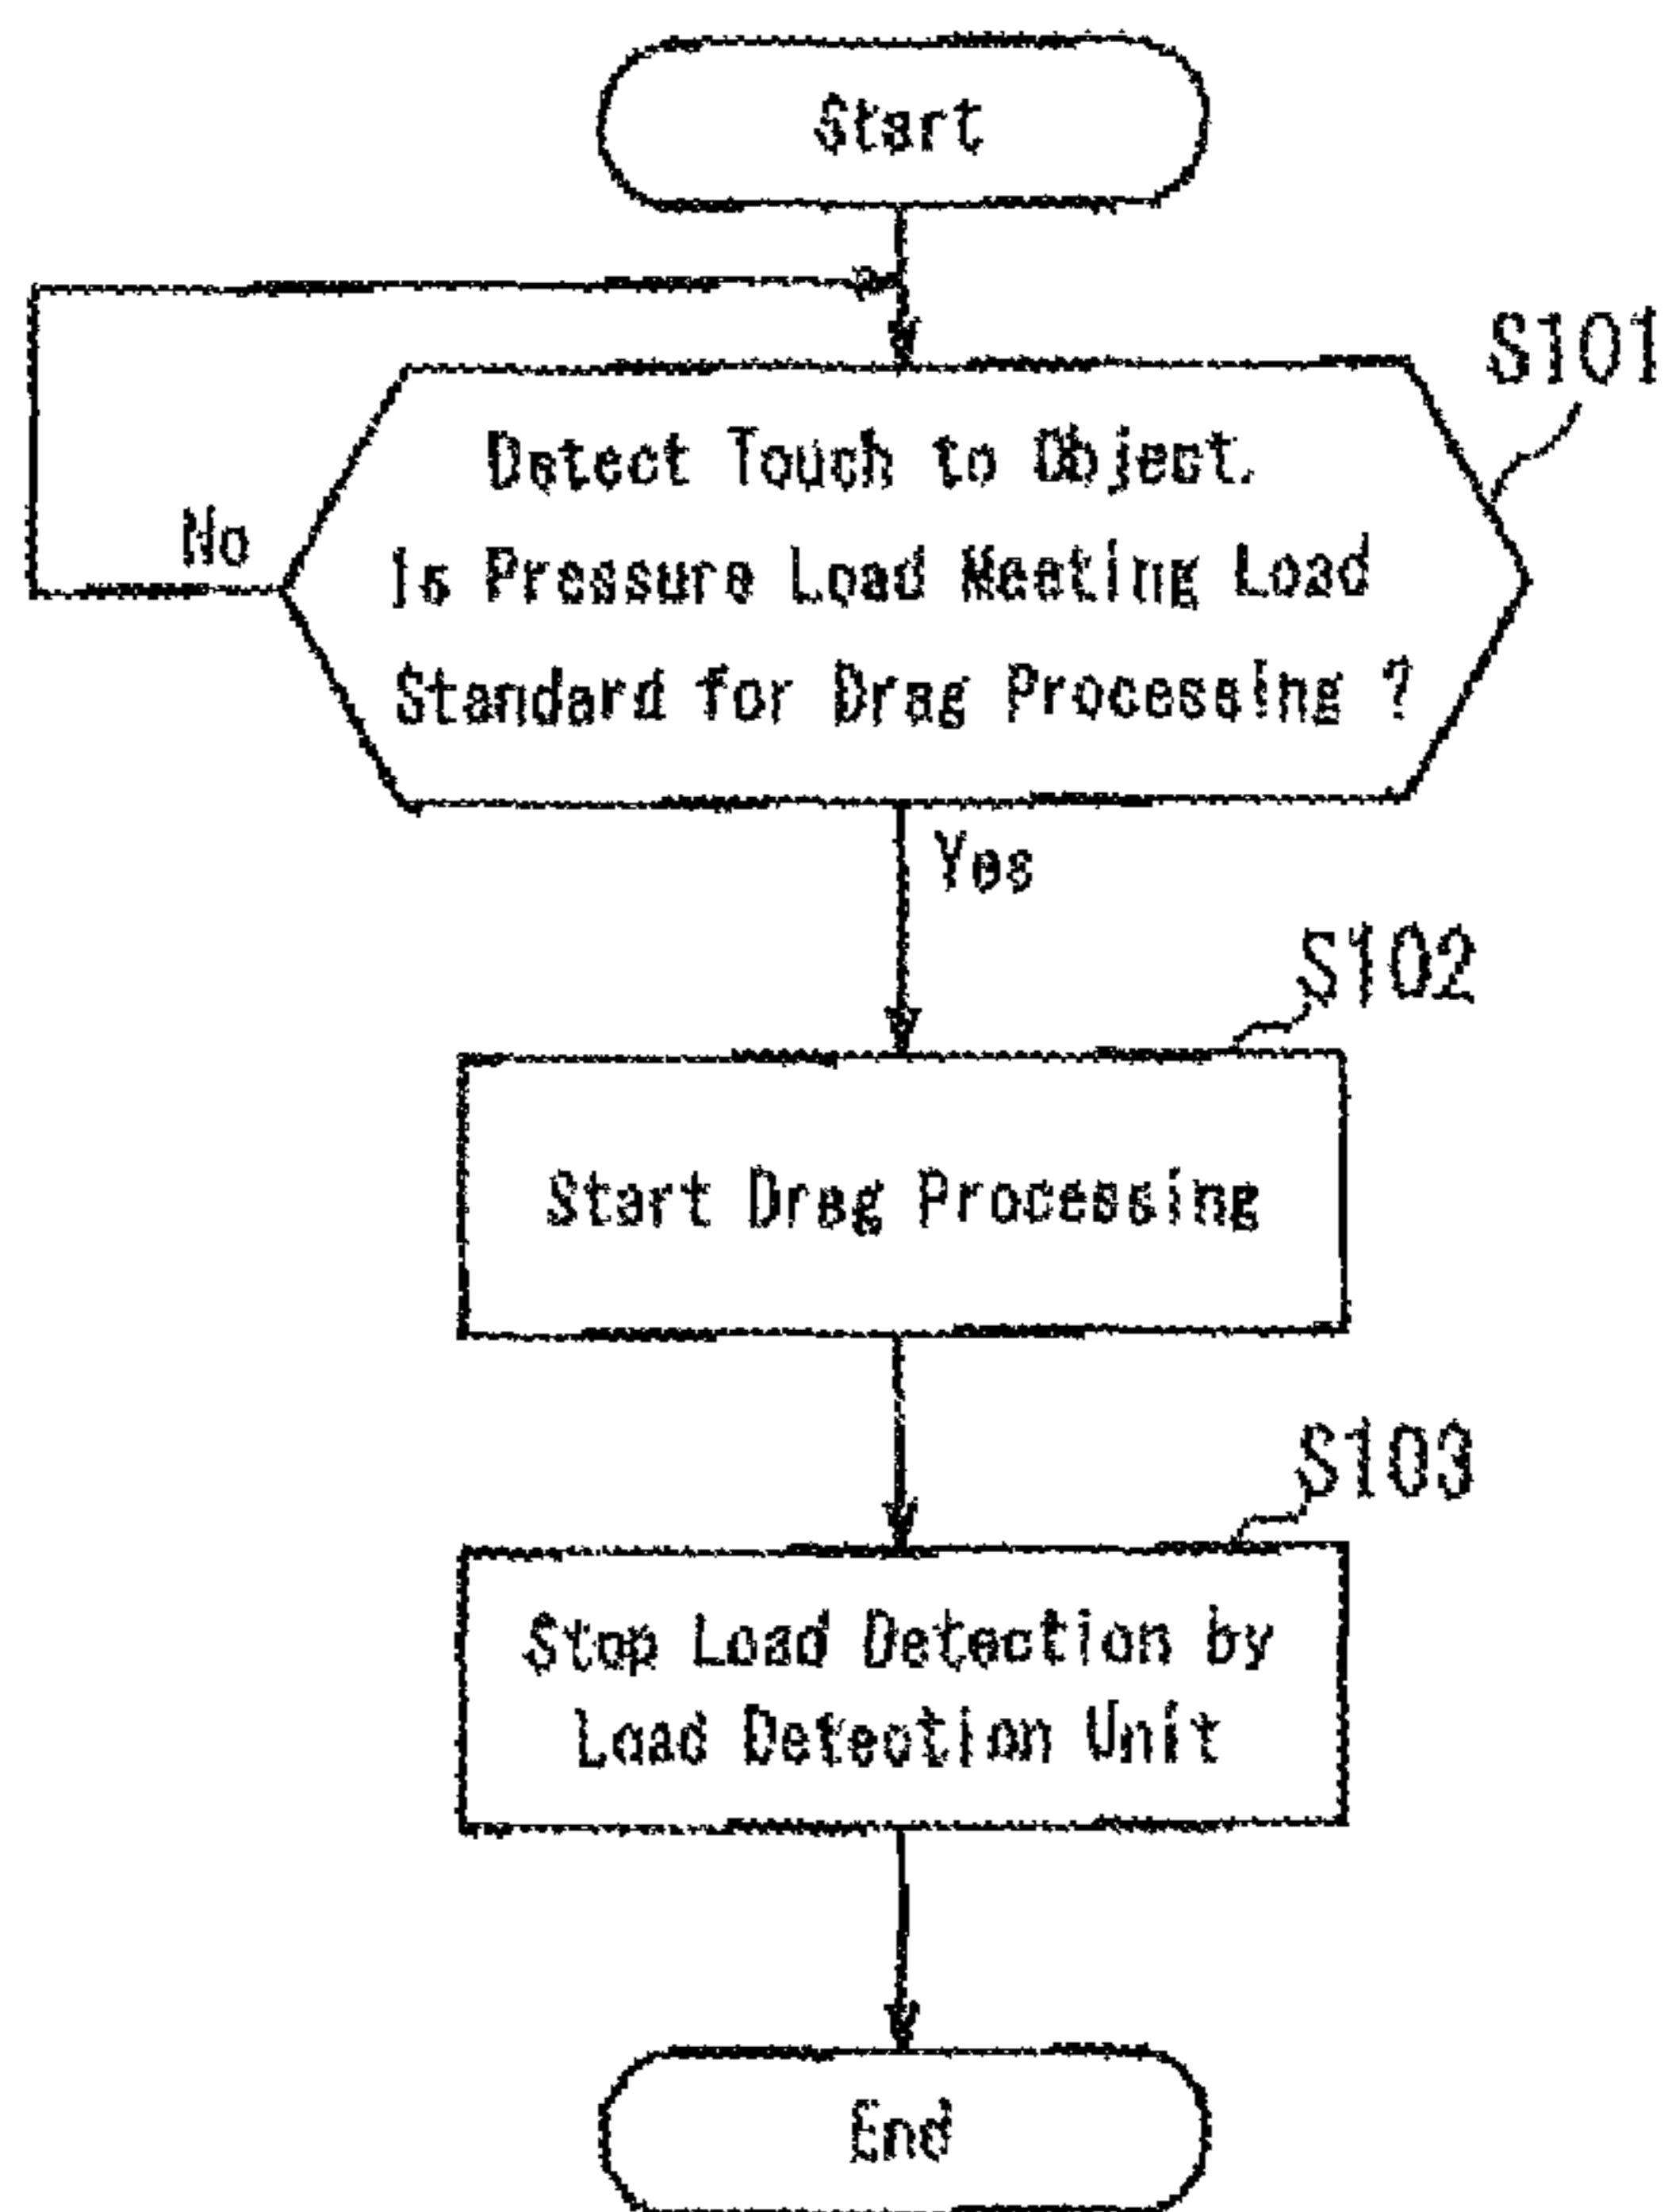 Start
S101
Detect Touch to Object.
No
Is Pressure Load Meeting Load
Standard for Drag Processing ?
Yes
S102
Start Drag Processing
S103
Stop Load Detection by
Load Detection Unit
End